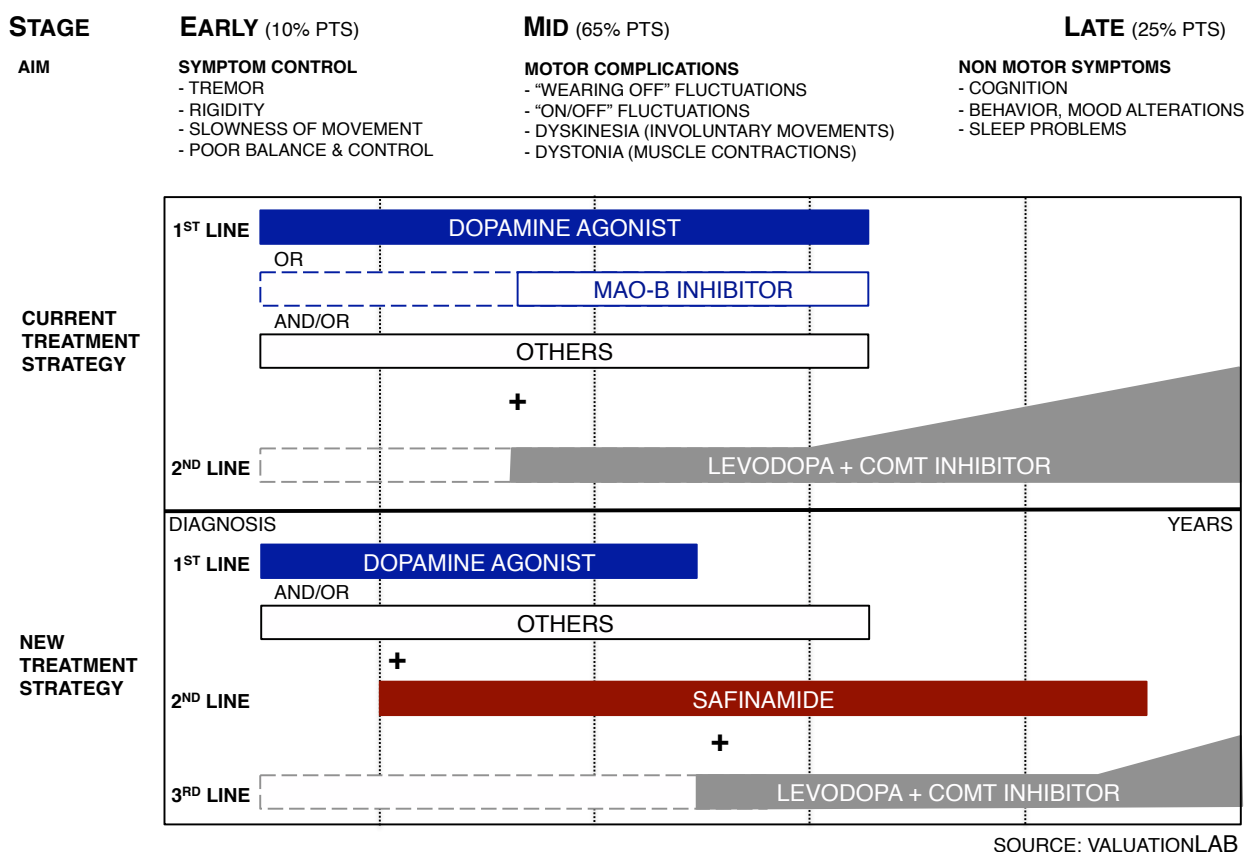 STAGE EARLY (10% PTS) MID (65% PTS) LATE (25% PTS)
AIM SYMPTOM CONTROL MOTOR COMPLICATIONS NON MOTOR SYMPTOMS
- TREMOR - “WEARING OFF” FLUCTUATIONS - COGNITION
- RIGIDITY - “ON/OFF” FLUCTUATIONS - BEHAVIOR, MOOD ALTERATIONS
- SLOWNESS OF MOVEMENT - DYSKINESIA (INVOLUNTARY MOVEMENTS) - SLEEP PROBLEMS
- POOR BALANCE & CONTROL - DYSTONIA (MUSCLE CONTRACTIONS)
1ST LINE DOPAMINE AGONIST
OR
MAO-B INHIBITOR
CURRENT
TREATMENT
STRATEGY
AND/OR
OTHERS
+
2ND LINE LEVODOPA + COMT INHIBITOR
DIAGNOSIS YEARS
1ST LINE DOPAMINE AGONIST
AND/OR
OTHERS
NEW
TREATMENT
STRATEGY
+
2ND LINE SAFINAMIDE
+
3RD LINE LEVODOPA + COMT INHIBITOR
SOURCE: VALUATIONLAB